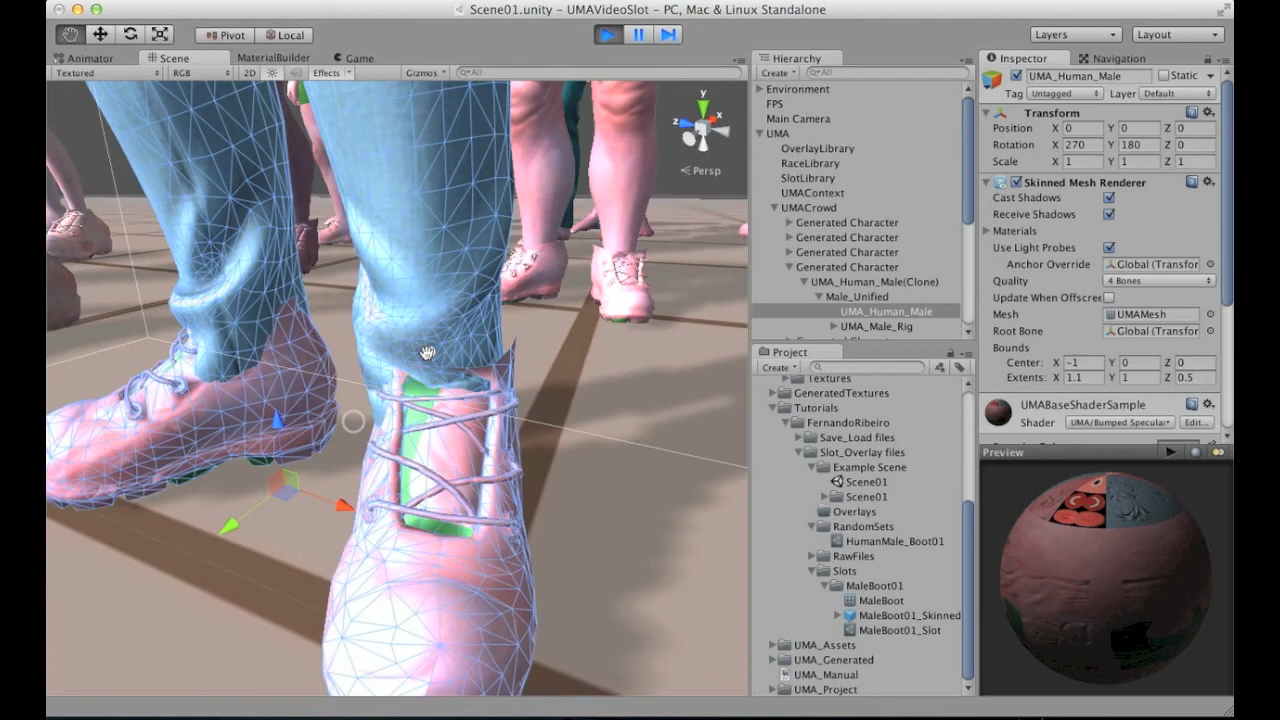 Scene01.unity - UMAVideoSlot - PC, Mac & Linux Standalone
Pivot Local Layers Layout
Animator Scene MaterialBuilder Game
Textured RGB 2D Effects Gizmos All
y
x
z
Persp
Hierarchy
Create All
Environment
FPS
Main Camera
UMA
OverlayLibrary
RaceLibrary
SlotLibrary
UMAContext
UMACrowd
Generated Character
Generated Character
Generated Character
Generated Character
UMA_Human_Male(Clone)
Male_Unified
UMA_Human_Male
UMA_Male_Rig
Project
Create
Textures
GeneratedTextures
Tutorials
FernandoRibeiro
Save_Load files
Slot_Overlay files
Example Scene
Scene01
Scene01
Overlays
RandomSets
HumanMale_Boot01
RawFiles
Slots
MaleBoot01
MaleBoot
MaleBoot01_Skinned
MaleBoot01_Slot
UMA_Assets
UMA_Generated
UMA_Manual
UMA_Project
Inspector Navigation
UMA_Human_Male Static
Tag Untagged Layer Default
Transform
Position X 0 Y 0 Z 0
Rotation X 270 Y 180 Z 0
Scale X 1 Y 1 Z 1
Skinned Mesh Renderer
Cast Shadows
Receive Shadows
Materials
Use Light Probes
Anchor Override Global (Transfor
Quality 4 Bones
Update When Offscree
Mesh UMAMesh
Root Bone Global (Transfor
Bounds
Center: X -1 Y 0 Z 0
Extents: X 1.1 Y 1 Z 0.5
UMABaseShaderSample
Shader UMA/Bumped Specular Edit...
Preview